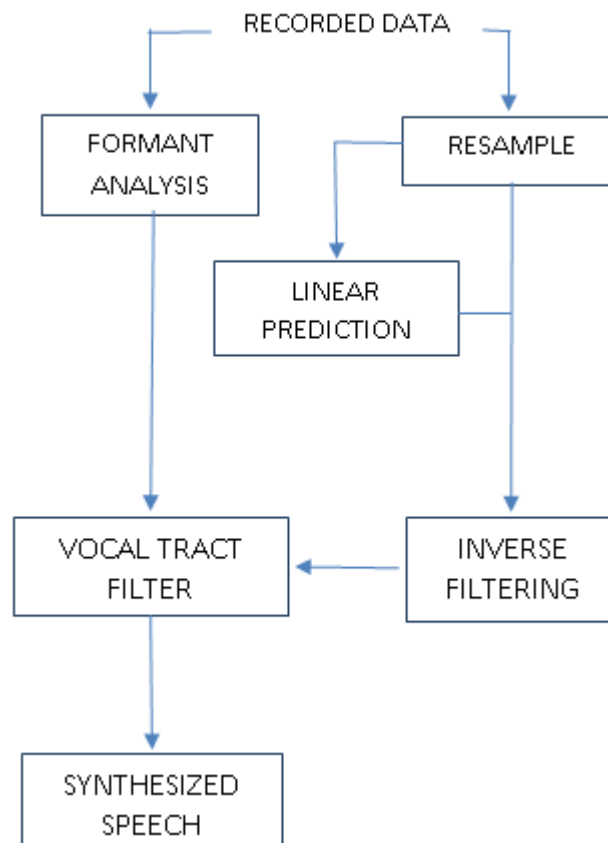 RECORDED DATA
FORMANT
ANALYSIS
RESAMPLE
LINEAR
PREDICTION
VOCAL TRACT
FILTER
INVERSE
FILTERING
SYNTHESIZED
SPEECH